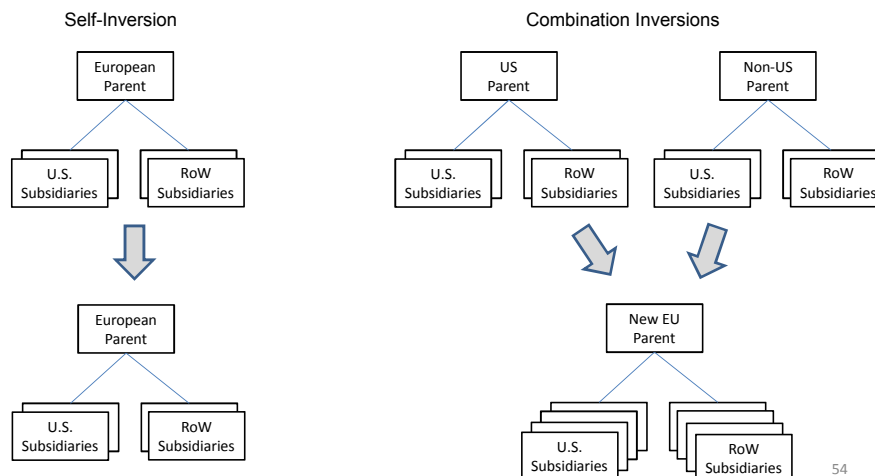 Self-Inversion
European
Parent
U.S.
Subsidiaries
RoW
Subsidiaries
European
Parent
U.S.
Subsidiaries
RoW
Subsidiaries
Combination Inversions
US
Parent
Non-US
Parent
U.S.
Subsidiaries
RoW
Subsidiaries
U.S.
Subsidiaries
RoW
Subsidiaries
New EU
Parent
U.S.
Subsidiaries
RoW
Subsidiaries
54